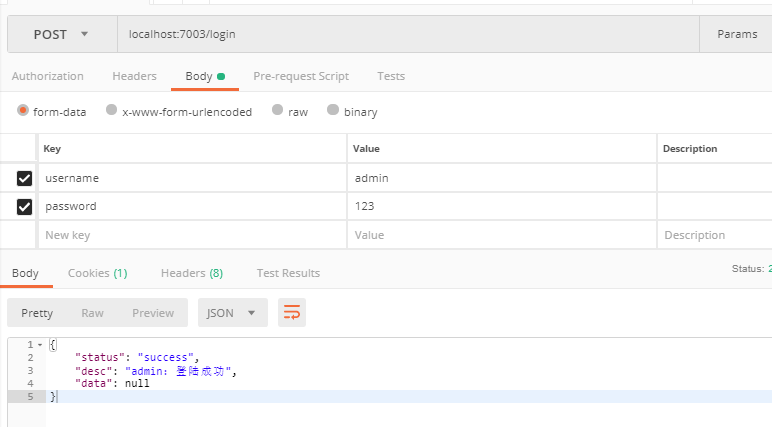 POST localhost:7003/login Params
Authorization Headers Body Pre-request Script Tests
form-data x-www-form-urlencoded raw binary
Key Value Description
username admin
password 123
New key Value Description
Body Cookies (1) Headers (8) Test Results Status: 2
Pretty Raw Preview JSON
1 {
2 "status": "success",
3 "desc": "admin: 登陆成功",
4 "data": null
5 }